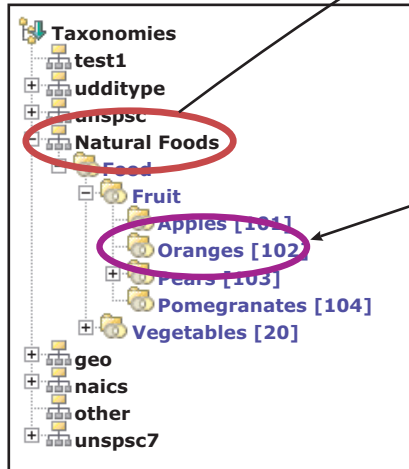 Taxonomies
test1
udditype
unspsc
Natural Foods
Food
Fruit
Apples [101]
Oranges [102]
Pears [103]
Pomegranates [104]
Vegetables [20]
geo
naics
other
unspsc7